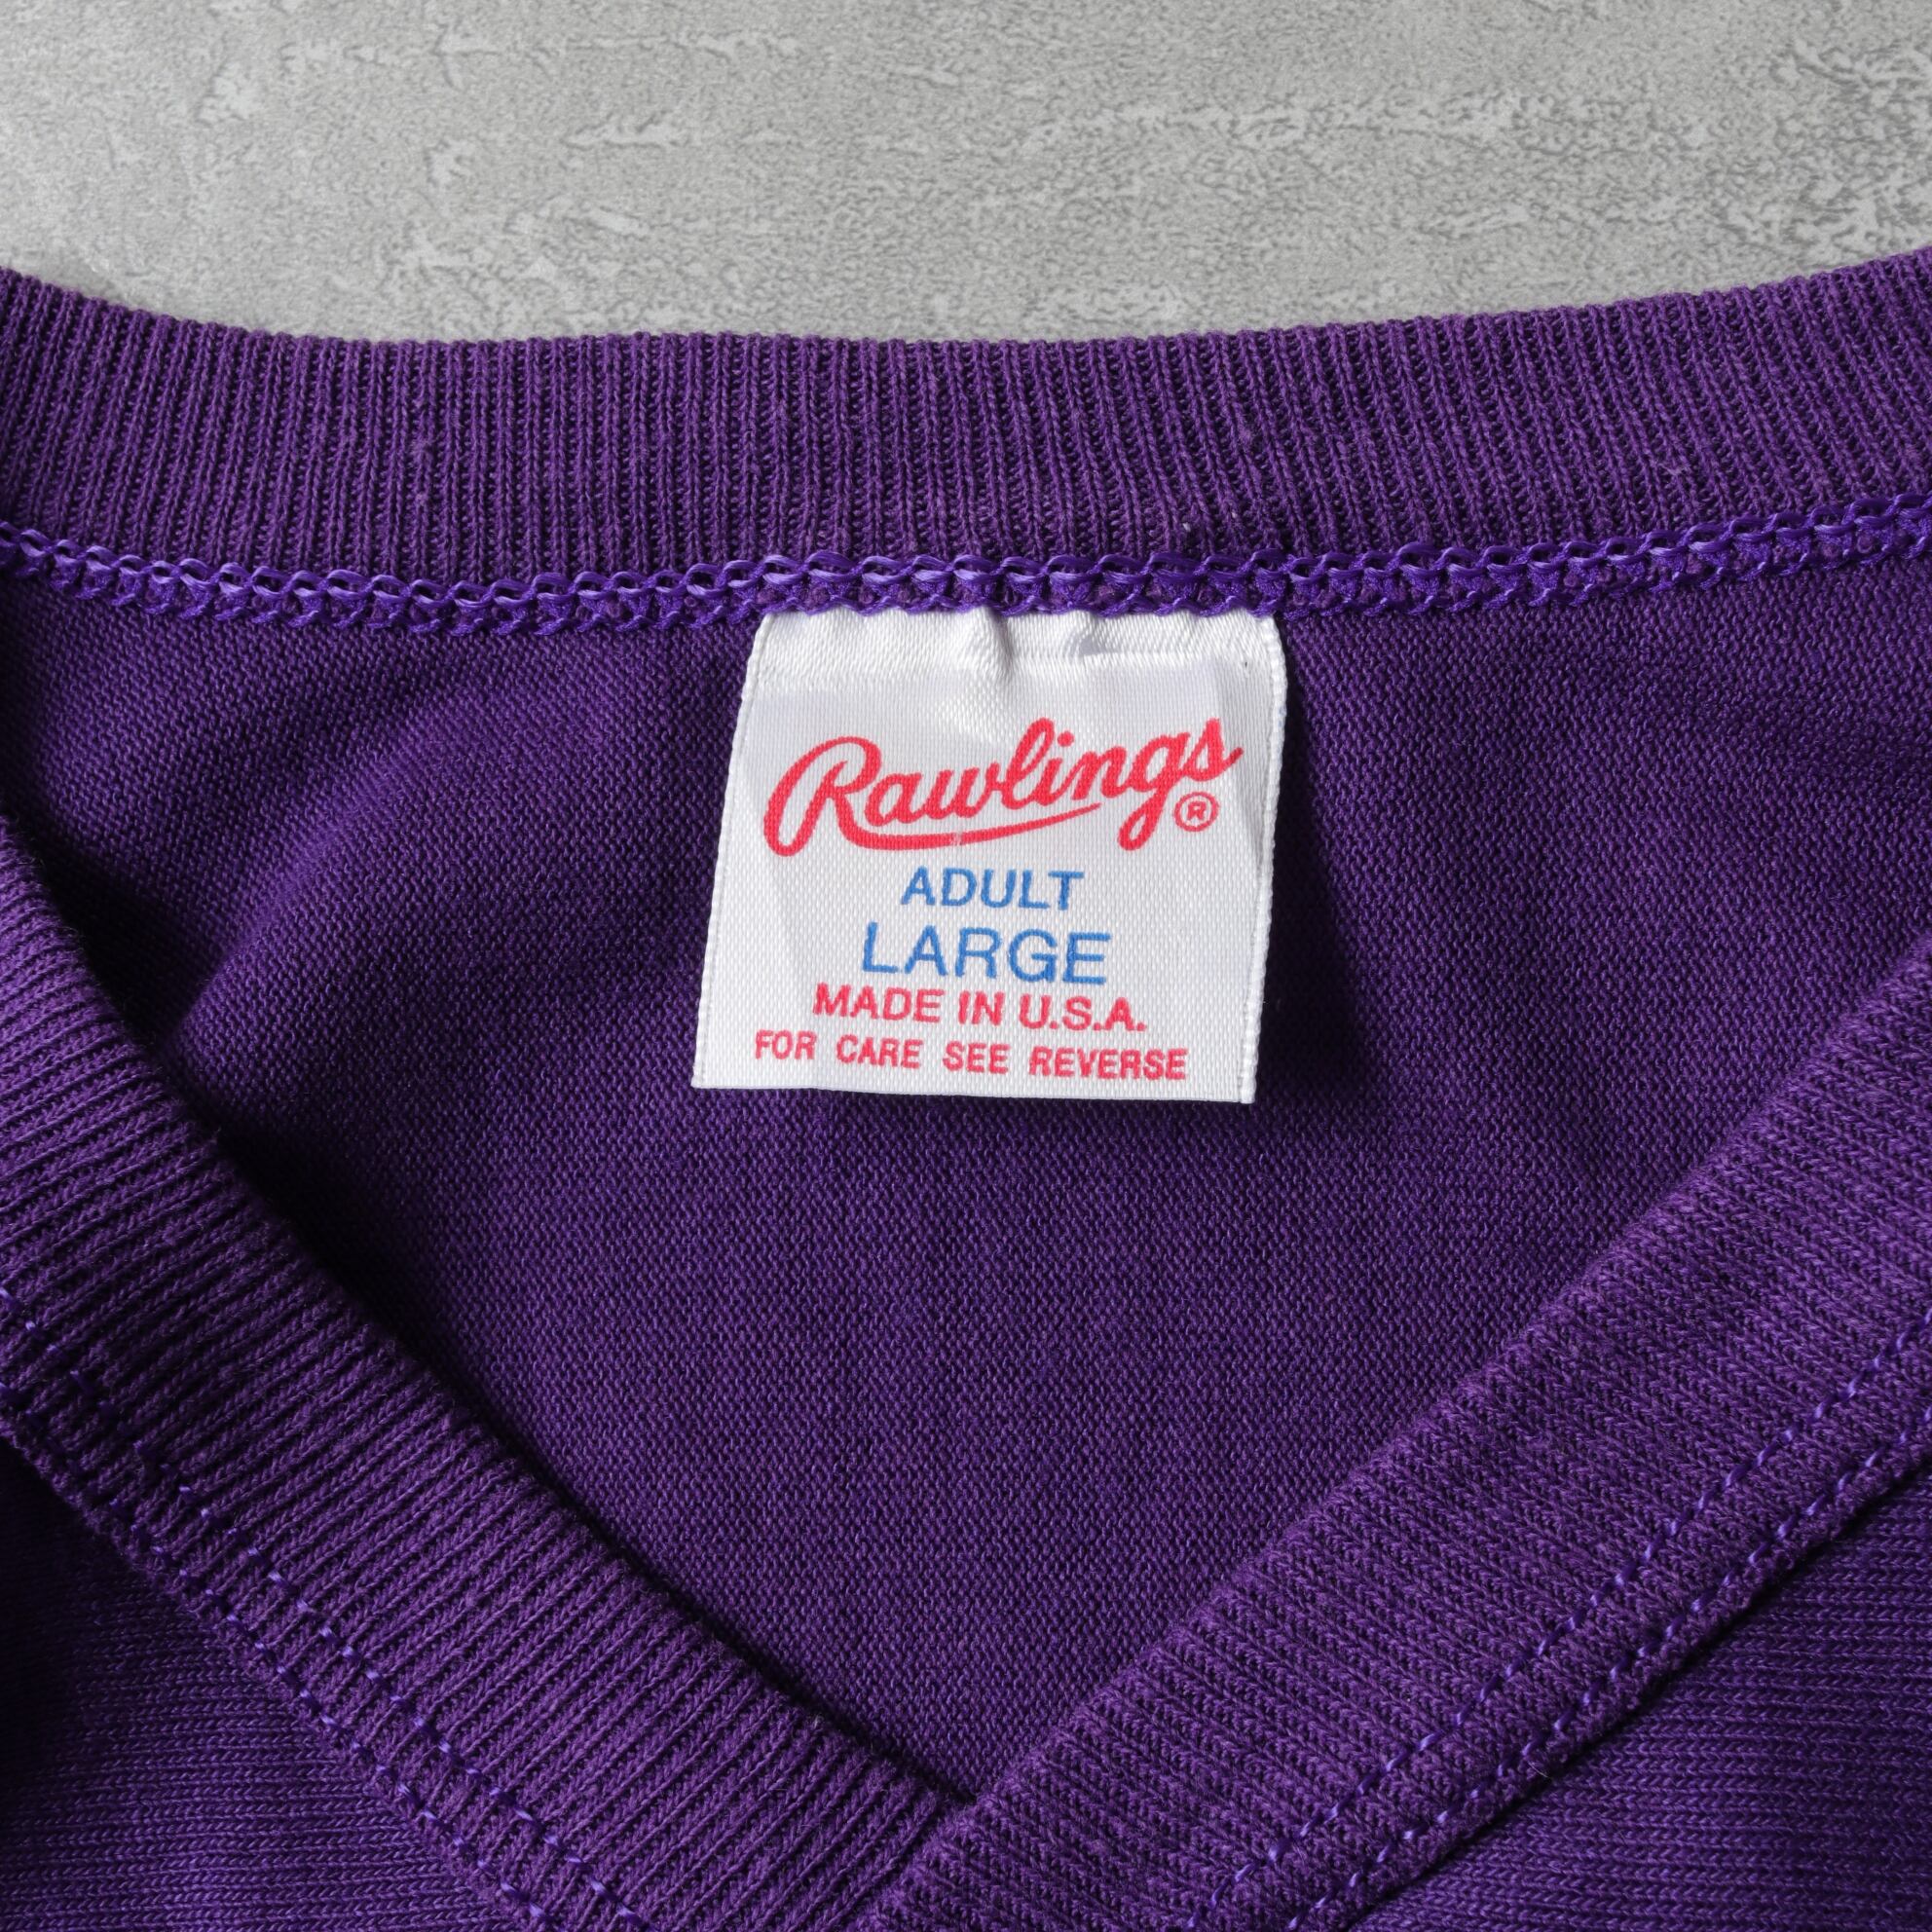 Rawlings®
ADULT
LARGE
MADE IN U.S.A.
FOR CARE SEE REVERSE